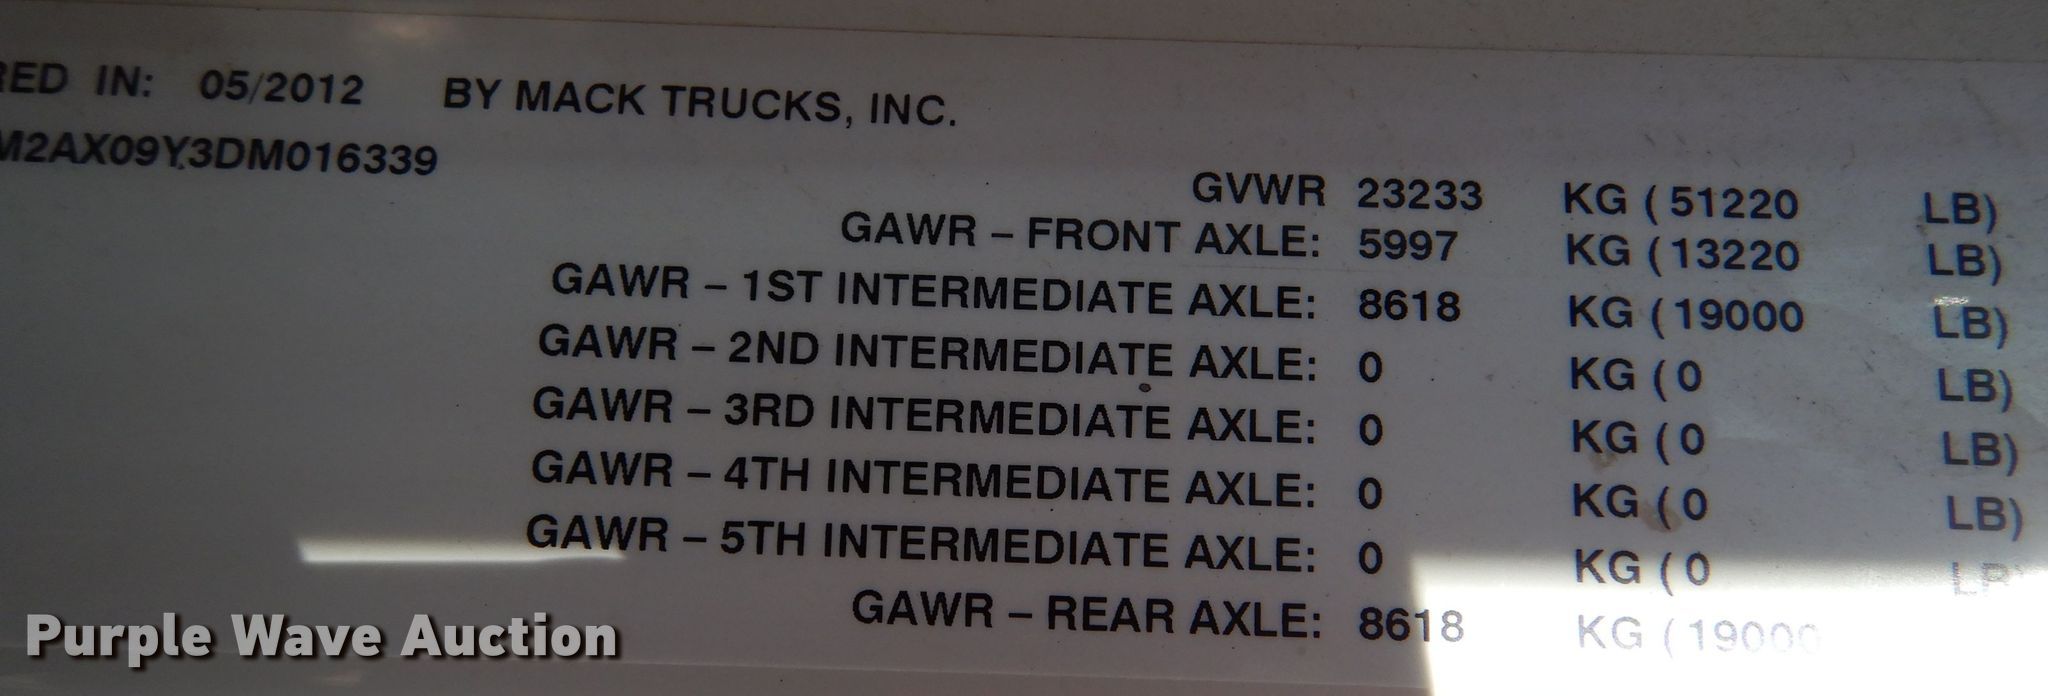 RED IN: 05/2012 BY MACK TRUCKS, INC.
M2AX09Y3DM016339
GVWR 23233 KG (51220 LB)
GAWR – FRONT AXLE: 5997 KG (13220 LB)
GAWR – 1ST INTERMEDIATE AXLE: 8618 KG (19000 LB)
GAWR – 2ND INTERMEDIATE AXLE: 0 KG (0 LB)
GAWR – 3RD INTERMEDIATE AXLE: 0 KG (0 LB)
GAWR – 4TH INTERMEDIATE AXLE: 0 KG (0 LB)
GAWR – 5TH INTERMEDIATE AXLE: 0 KG (0 LB)
GAWR – REAR AXLE: 8618 KG (19000
Purple Wave Auction